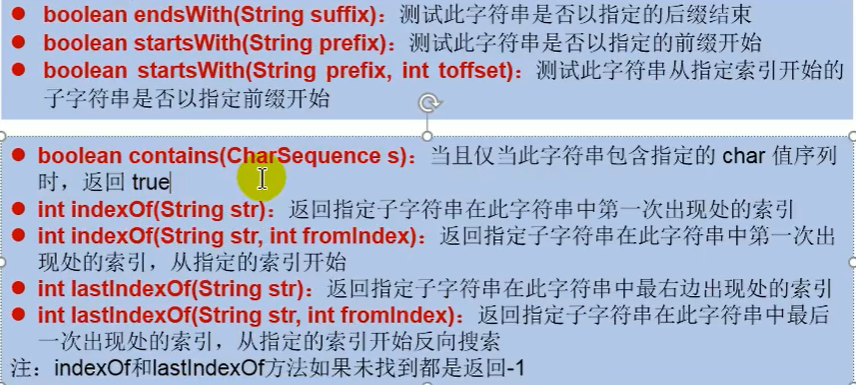 ● boolean endsWith(String suffix)：测试此字符串是否以指定的后缀结束
● boolean startsWith(String prefix)：测试此字符串是否以指定的前缀开始
● boolean startsWith(String prefix, int toffset)：测试此字符串从指定索引开始的
子字符串是否以指定前缀开始
● boolean contains(CharSequence s)：当且仅当此字符串包含指定的 char 值序列
时，返回 true
● int indexOf(String str)：返回指定子字符串在此字符串中第一次出现处的索引
● int indexOf(String str, int fromIndex)：返回指定子字符串在此字符串中第一次出
现处的索引，从指定的索引开始
● int lastIndexOf(String str)：返回指定子字符串在此字符串中最右边出现处的索引
● int lastIndexOf(String str, int fromIndex)：返回指定子字符串在此字符串中最后
一次出现处的索引，从指定的索引开始反向搜索
注：indexOf和lastIndexOf方法如果未找到都是返回-1